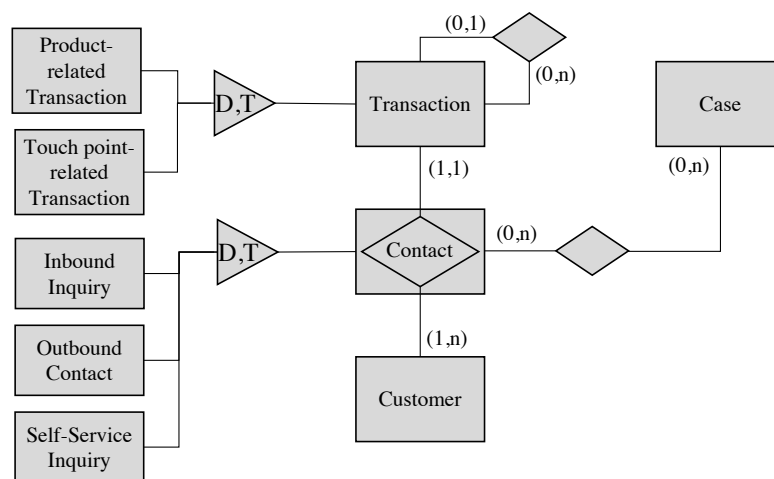 (0,1)
Product-
related
Transaction
D,T
Transaction
(0,n)
Case
Touch point-
related
Transaction
(1,1)
(0,n)
Inbound
Inquiry
D,T
Contact
(0,n)
Outbound
Contact
(1,n)
Customer
Self-Service
Inquiry